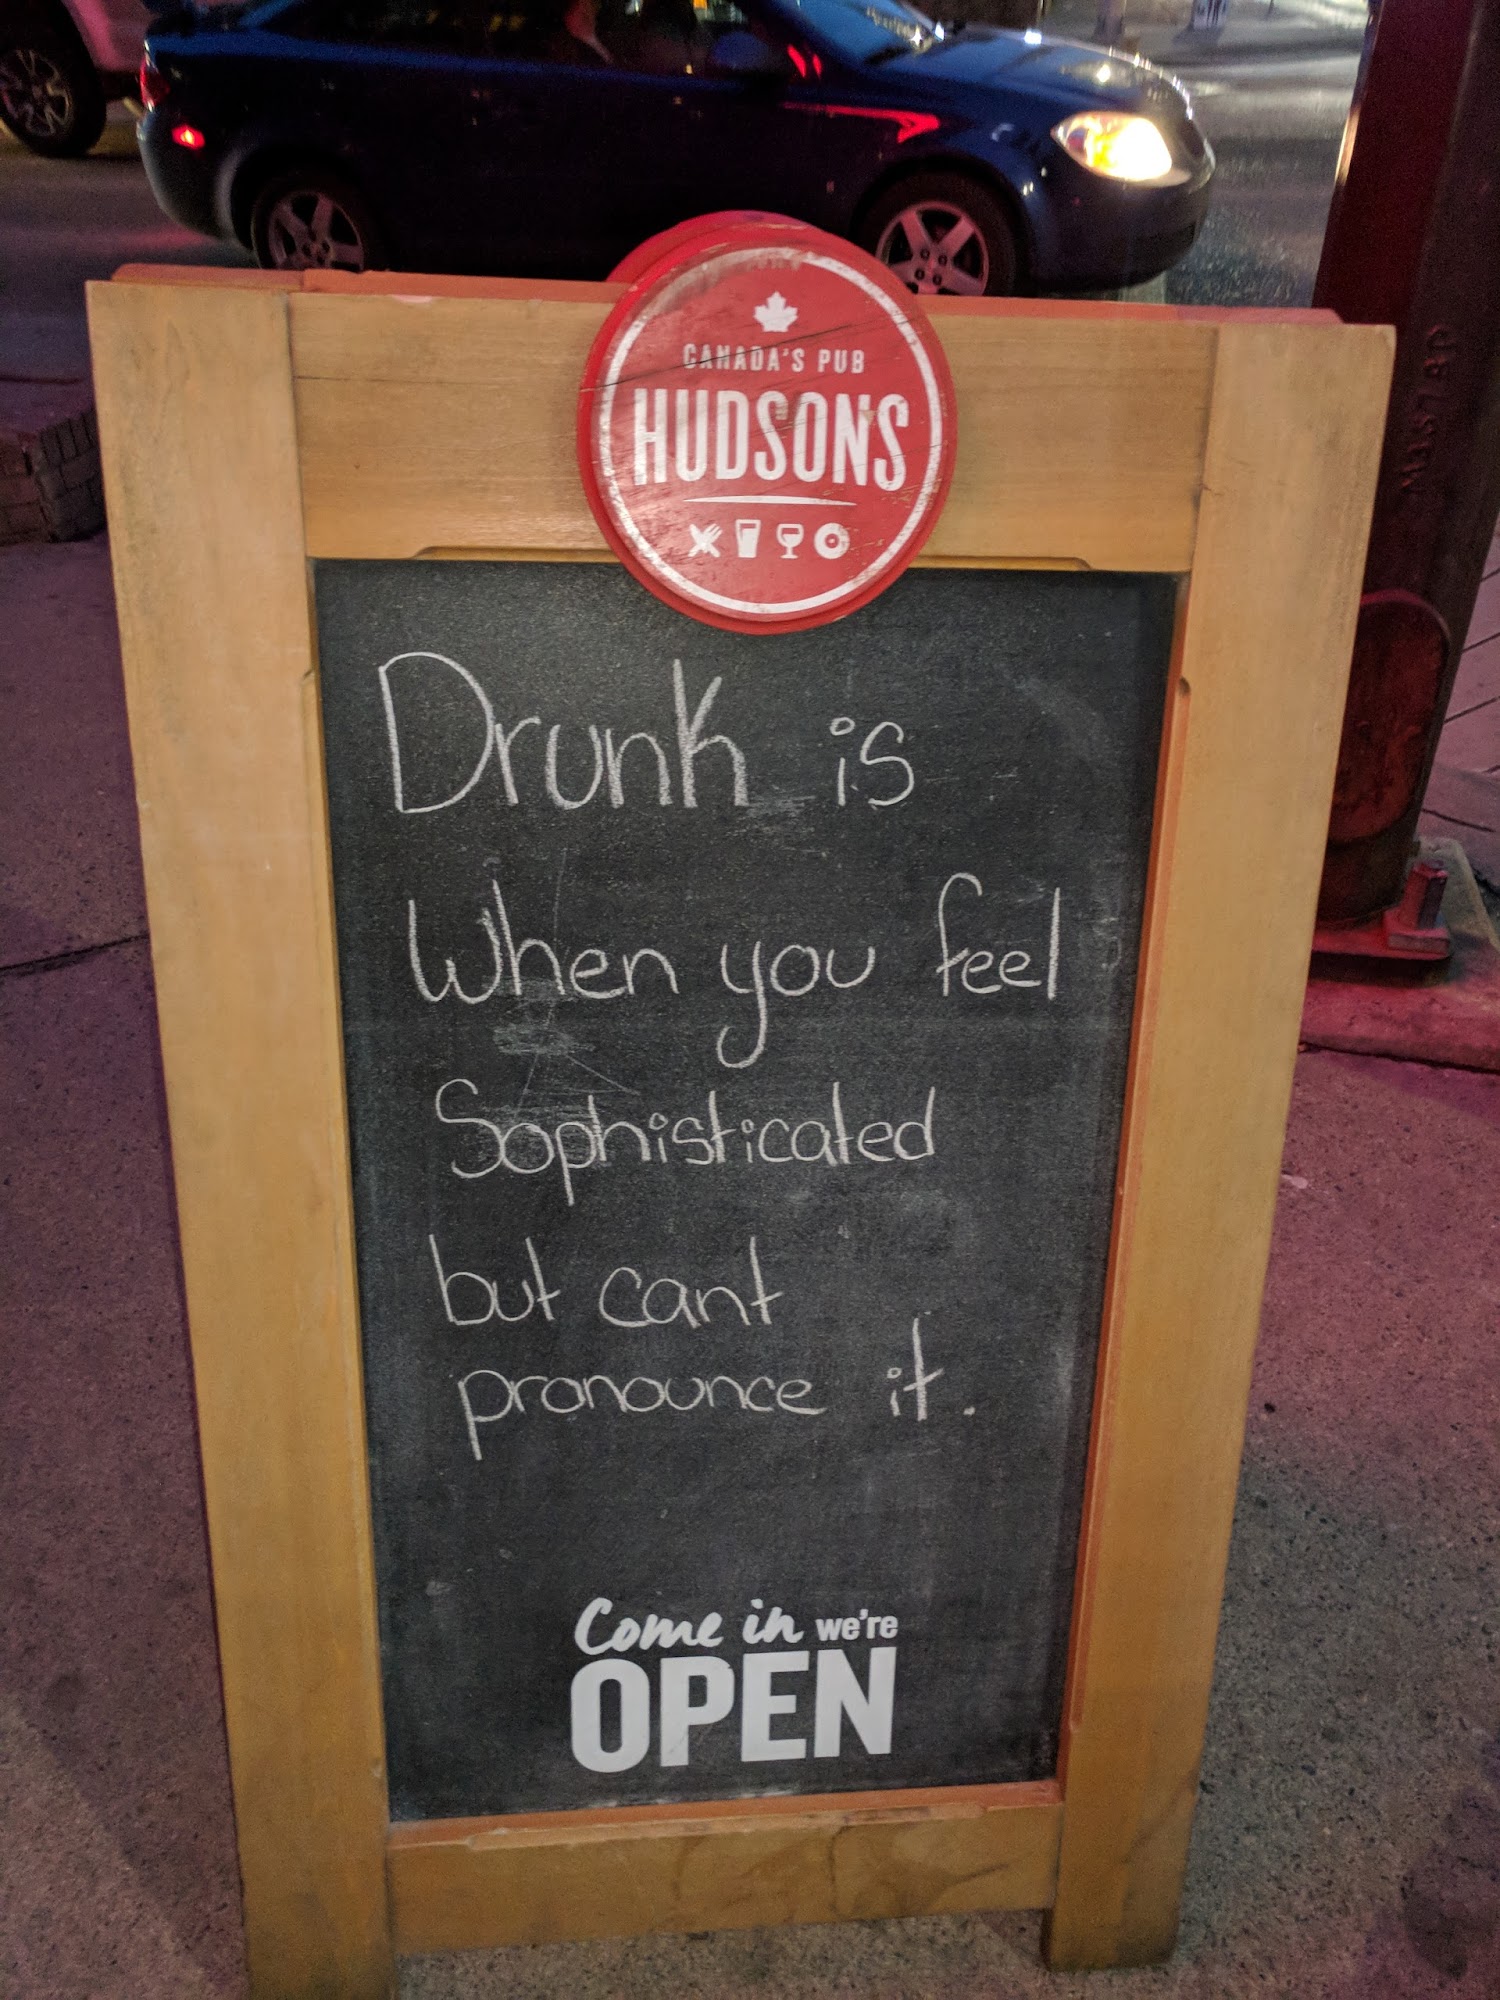 CANADA'S PUB
HUDSONS
Drunk is
When you feel
Sophisticated
but cant
pronounce it.
Come in we're
OPEN